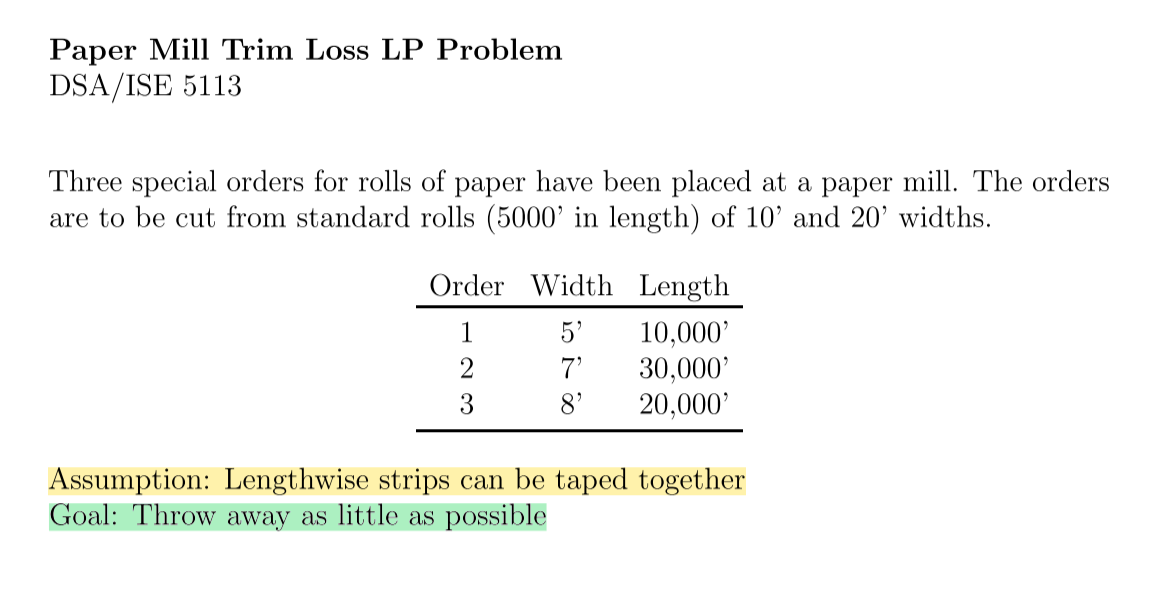 Paper Mill Trim Loss LP Problem
DSA/ISE 5113
Three special orders for rolls of paper have been placed at a paper mill. The orders
are to be cut from standard rolls (5000’ in length) of 10’ and 20’ widths.
Order Width Length
1 5’ 10,000’
2 7’ 30,000’
3 8’ 20,000’
Assumption: Lengthwise strips can be taped together
Goal: Throw away as little as possible